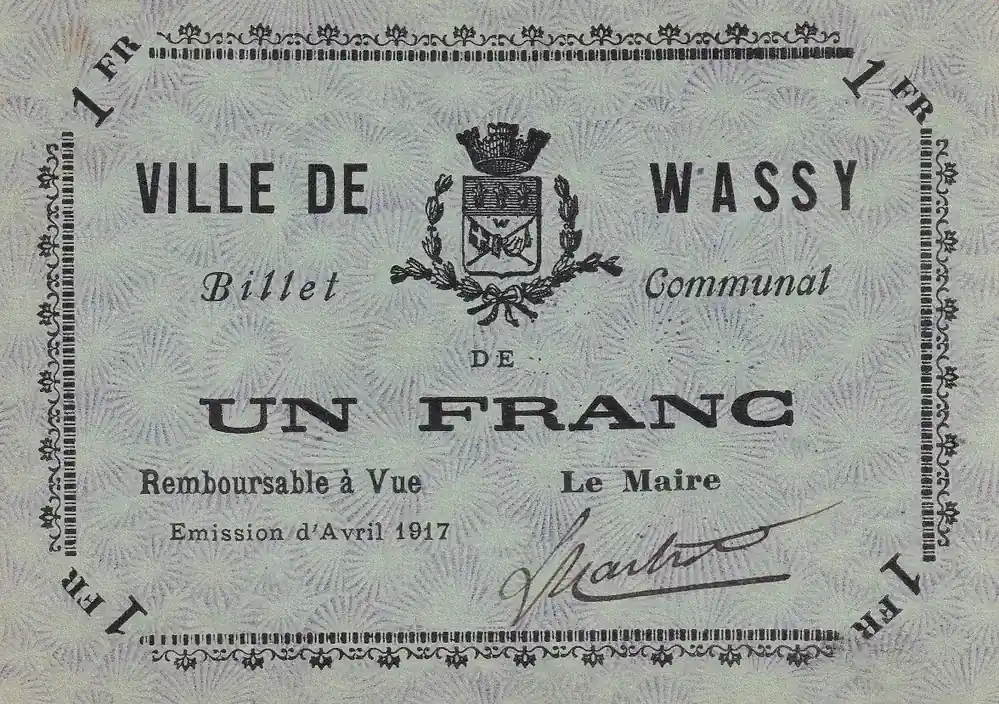 1 FR
1 FR
VILLE DE WASSY
W
Billet Communal
DE
UN FRANC
Remboursable à Vue
Le Maire
Emission d'Avril 1917
1 FR
1 FR